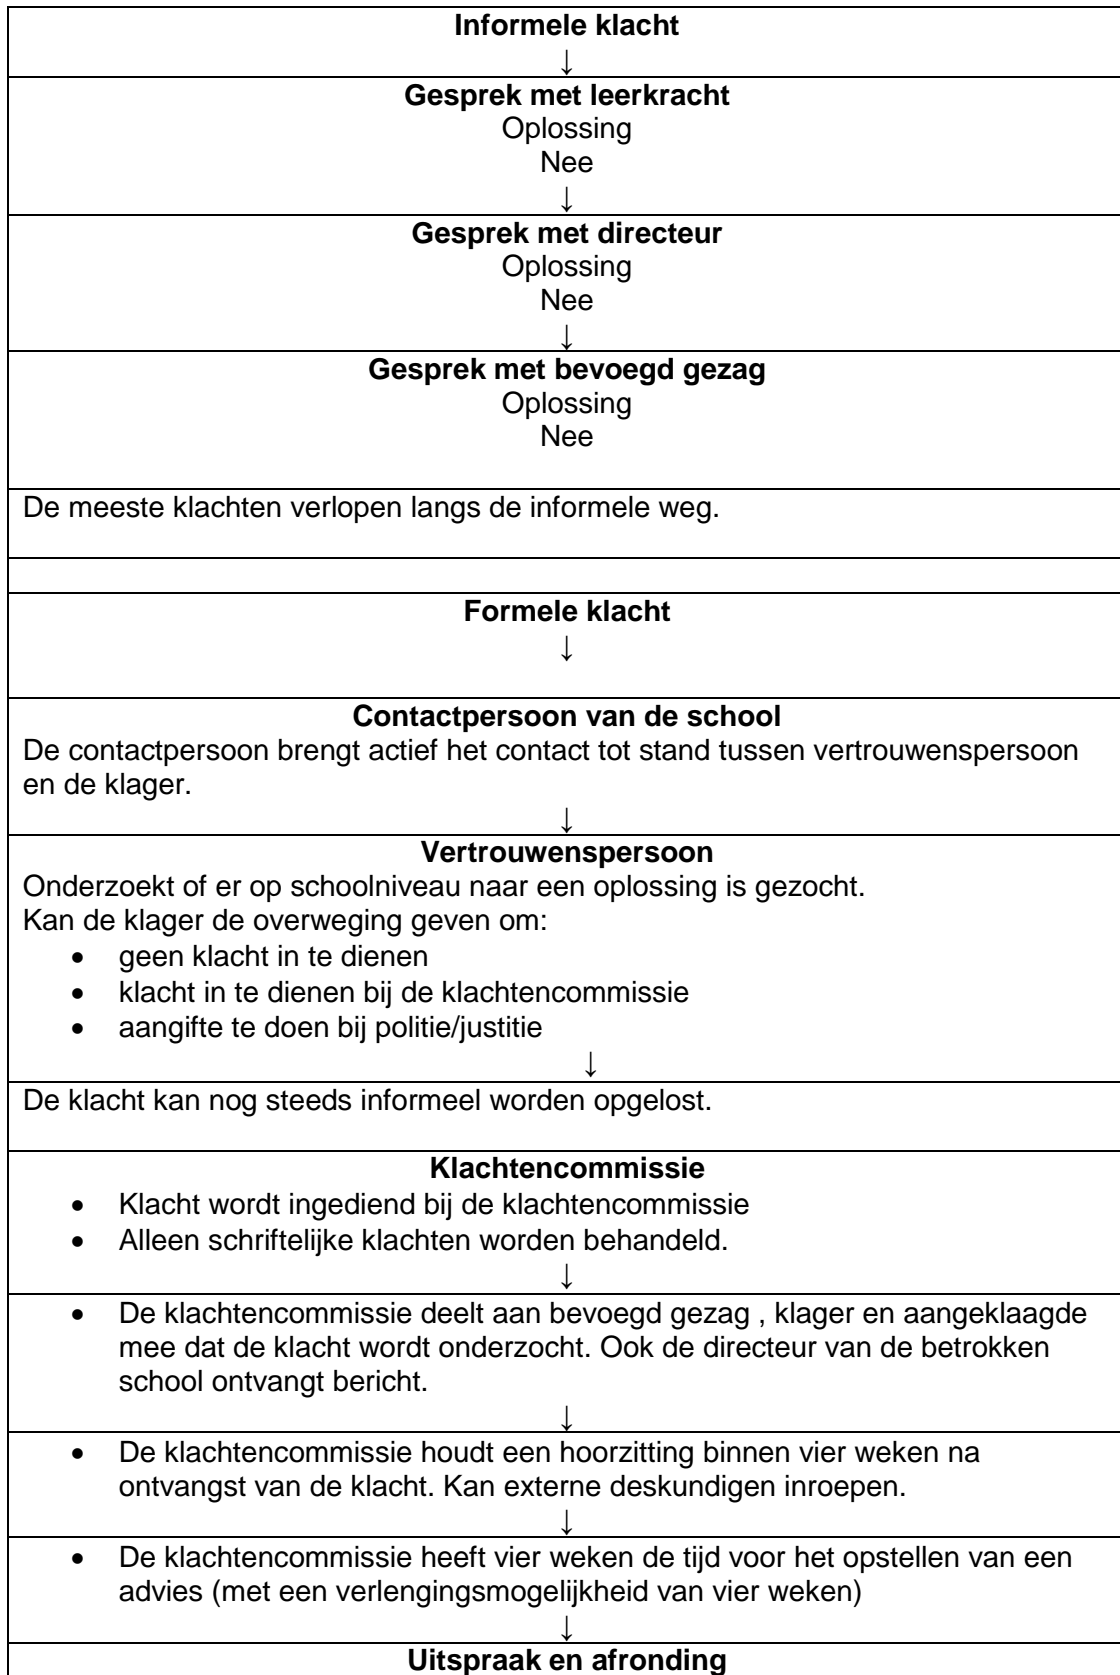 Informele klacht
↓
Gesprek met leerkracht
Oplossing
Nee
↓
Gesprek met directeur
Oplossing
Nee
↓
Gesprek met bevoegd gezag
Oplossing
Nee
De meeste klachten verlopen langs de informele weg.
Formele klacht
↓
Contactpersoon van de school
De contactpersoon brengt actief het contact tot stand tussen vertrouwenspersoon
en de klager.
↓
Vertrouwenspersoon
Onderzoekt of er op schoolniveau naar een oplossing is gezocht.
Kan de klager de overweging geven om:
• geen klacht in te dienen
• klacht in te dienen bij de klachtencommissie
• aangifte te doen bij politie/justitie
↓
De klacht kan nog steeds informeel worden opgelost.
Klachtencommissie
• Klacht wordt ingediend bij de klachtencommissie
• Alleen schriftelijke klachten worden behandeld.
↓
• De klachtencommissie deelt aan bevoegd gezag , klager en aangeklaagde
mee dat de klacht wordt onderzocht. Ook de directeur van de betrokken
school ontvangt bericht.
↓
• De klachtencommissie houdt een hoorzitting binnen vier weken na
ontvangst van de klacht. Kan externe deskundigen inroepen.
↓
• De klachtencommissie heeft vier weken de tijd voor het opstellen van een
advies (met een verlengingsmogelijkheid van vier weken)
↓
Uitspraak en afronding